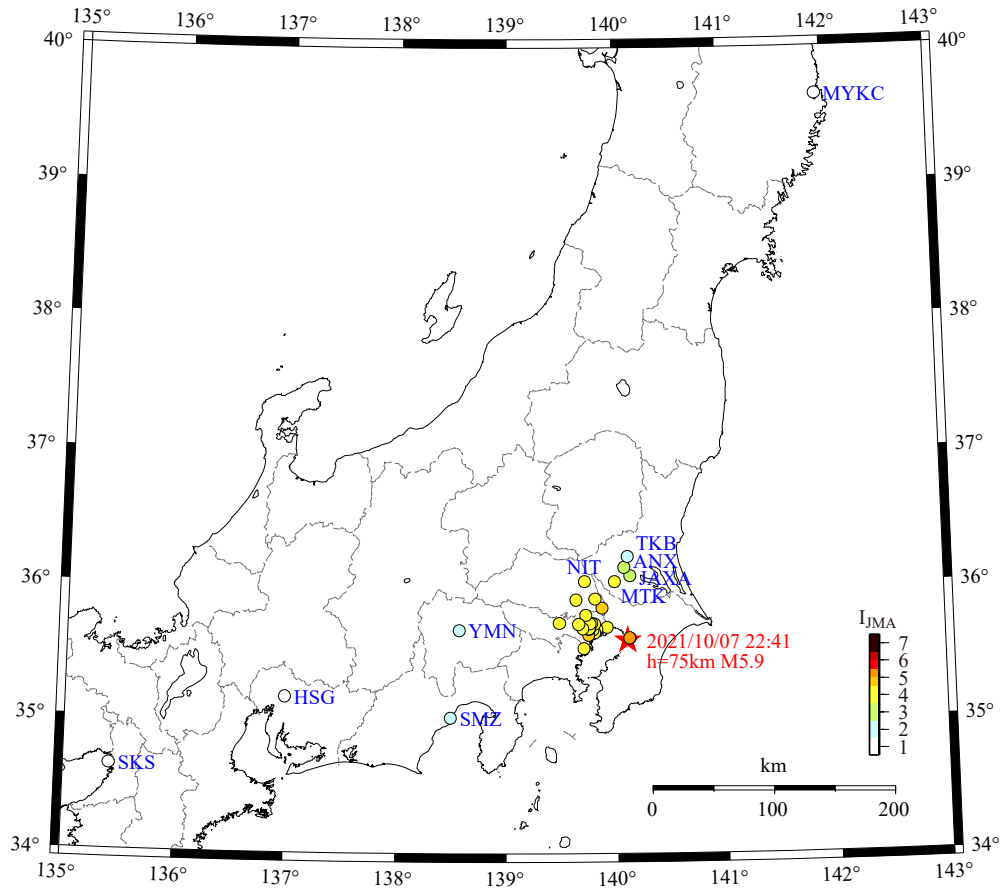 135° 136° 137° 138° 139° 140° 141° 142° 143°
40° 40°
MYKC
39° 39°
38° 38°
37° 37°
TKB
ANX
36° NIT JAXA 36°
MTK
I_JMA
YMN 2021/10/07 22:41 7
h=75km M5.9 6
5
4
HSG 3
35° SMZ 35°
2
1
SKS km
0 100 200
34° 34°
135° 136° 137° 138° 139° 140° 141° 142° 143°